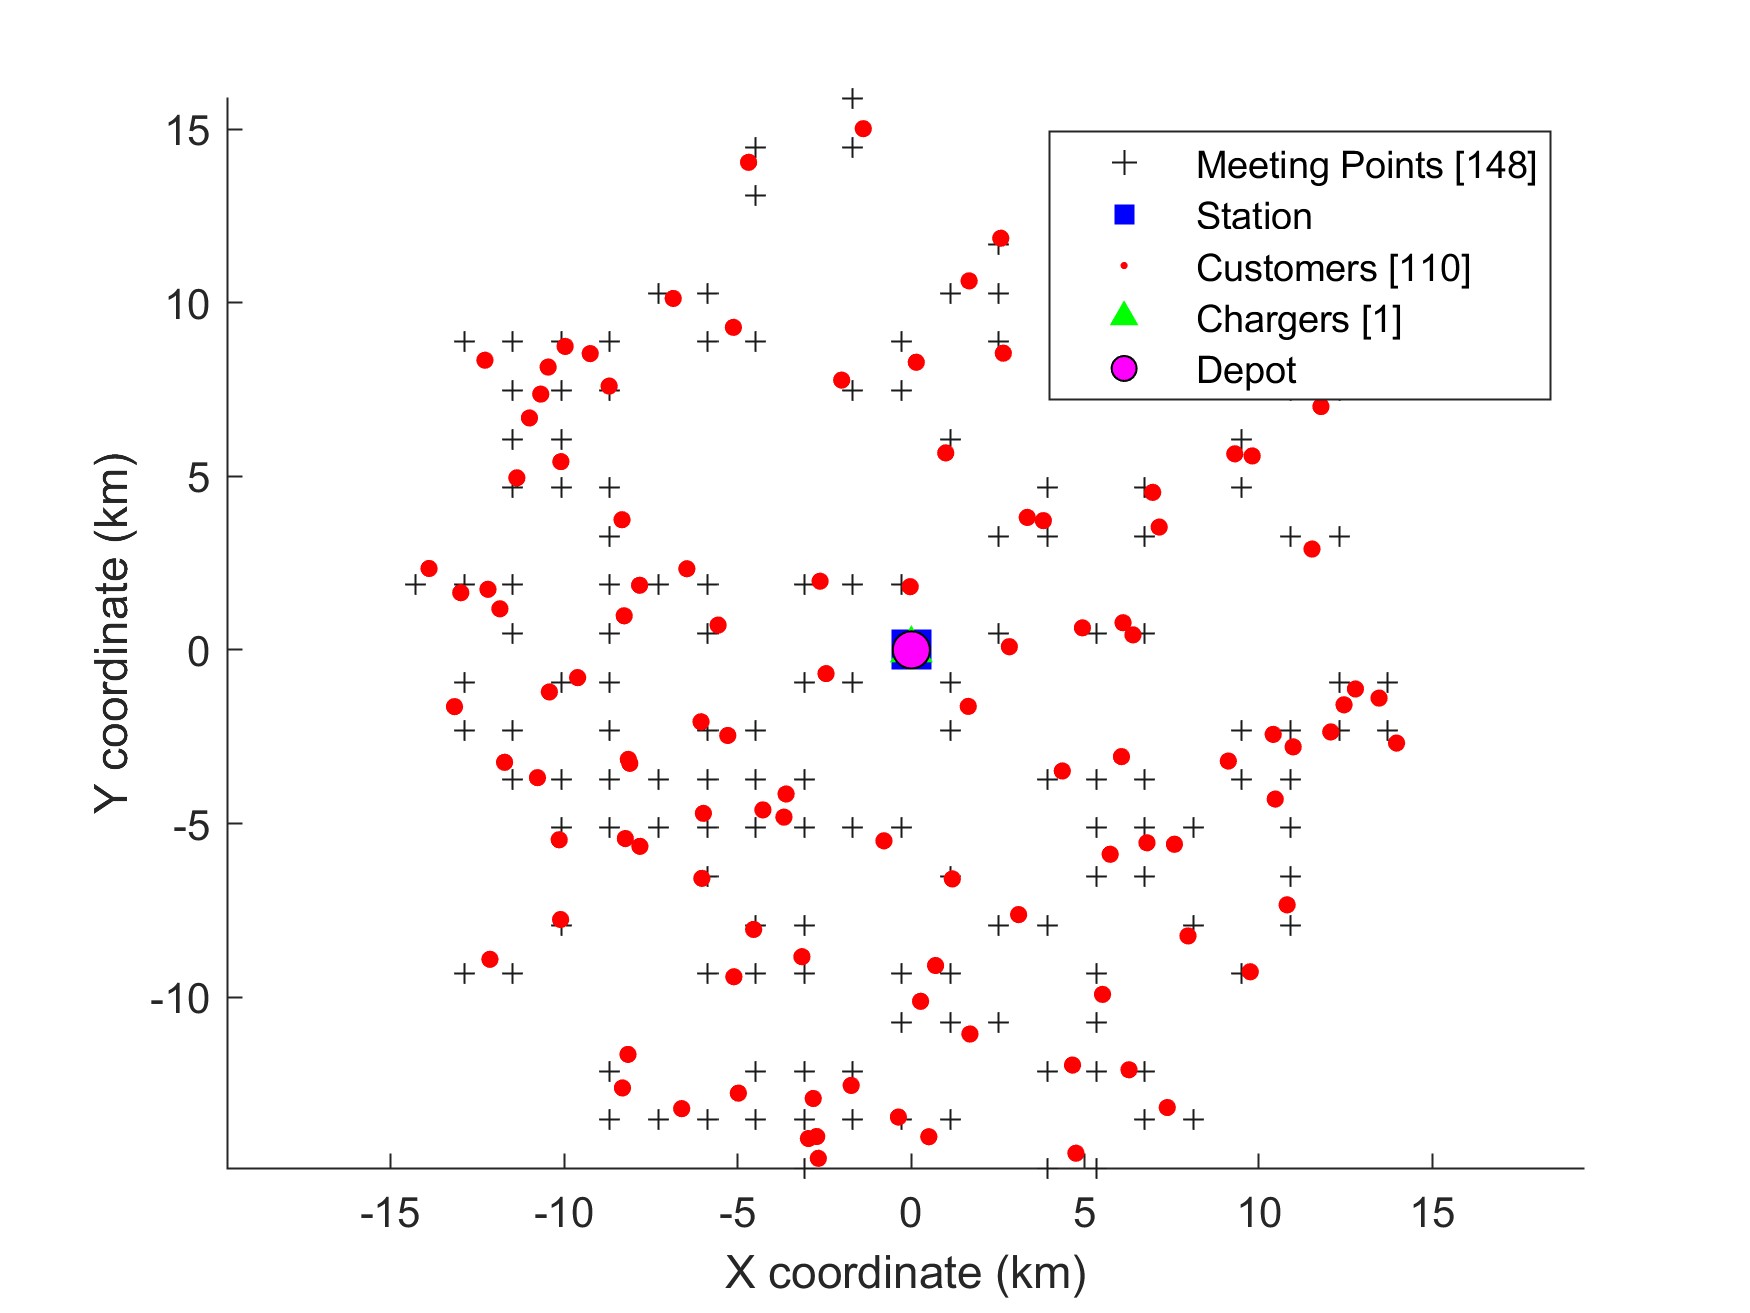 15
10
5
0
-5
-10
Y coordinate (km)
-15
-10
-5
0
5
10
15
X coordinate (km)
Meeting Points [148]
Station
Customers [110]
Chargers [1]
Depot